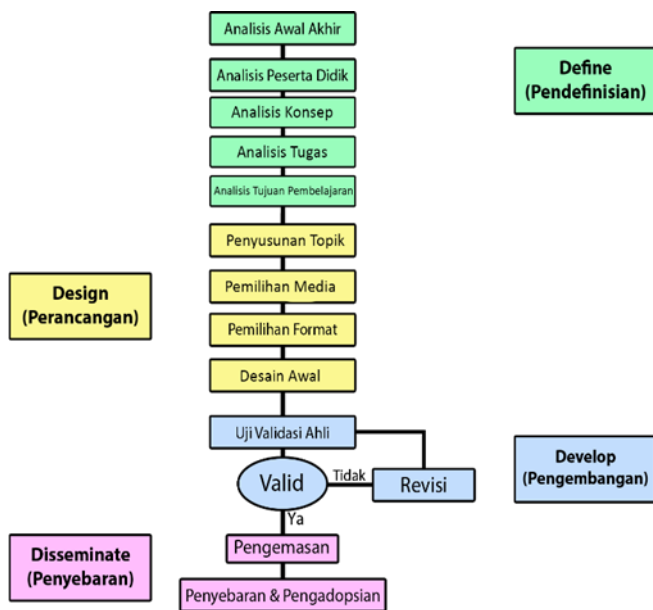 Analisis Awal Akhir
Define
(Pendefinisian)
Analisis Peserta Didik
Analisis Konsep
Analisis Tugas
Analisis Tujuan Pembelajaran
Penyusunan Topik
Design
(Perancangan)
Pemilihan Media
Pemilihan Format
Desain Awal
Uji Validasi Ahli
Develop
(Pengembangan)
Valid
Tidak
Revisi
Ya
Disseminate
(Penyebaran)
Pengemasan
Penyebaran & Pengadopsian